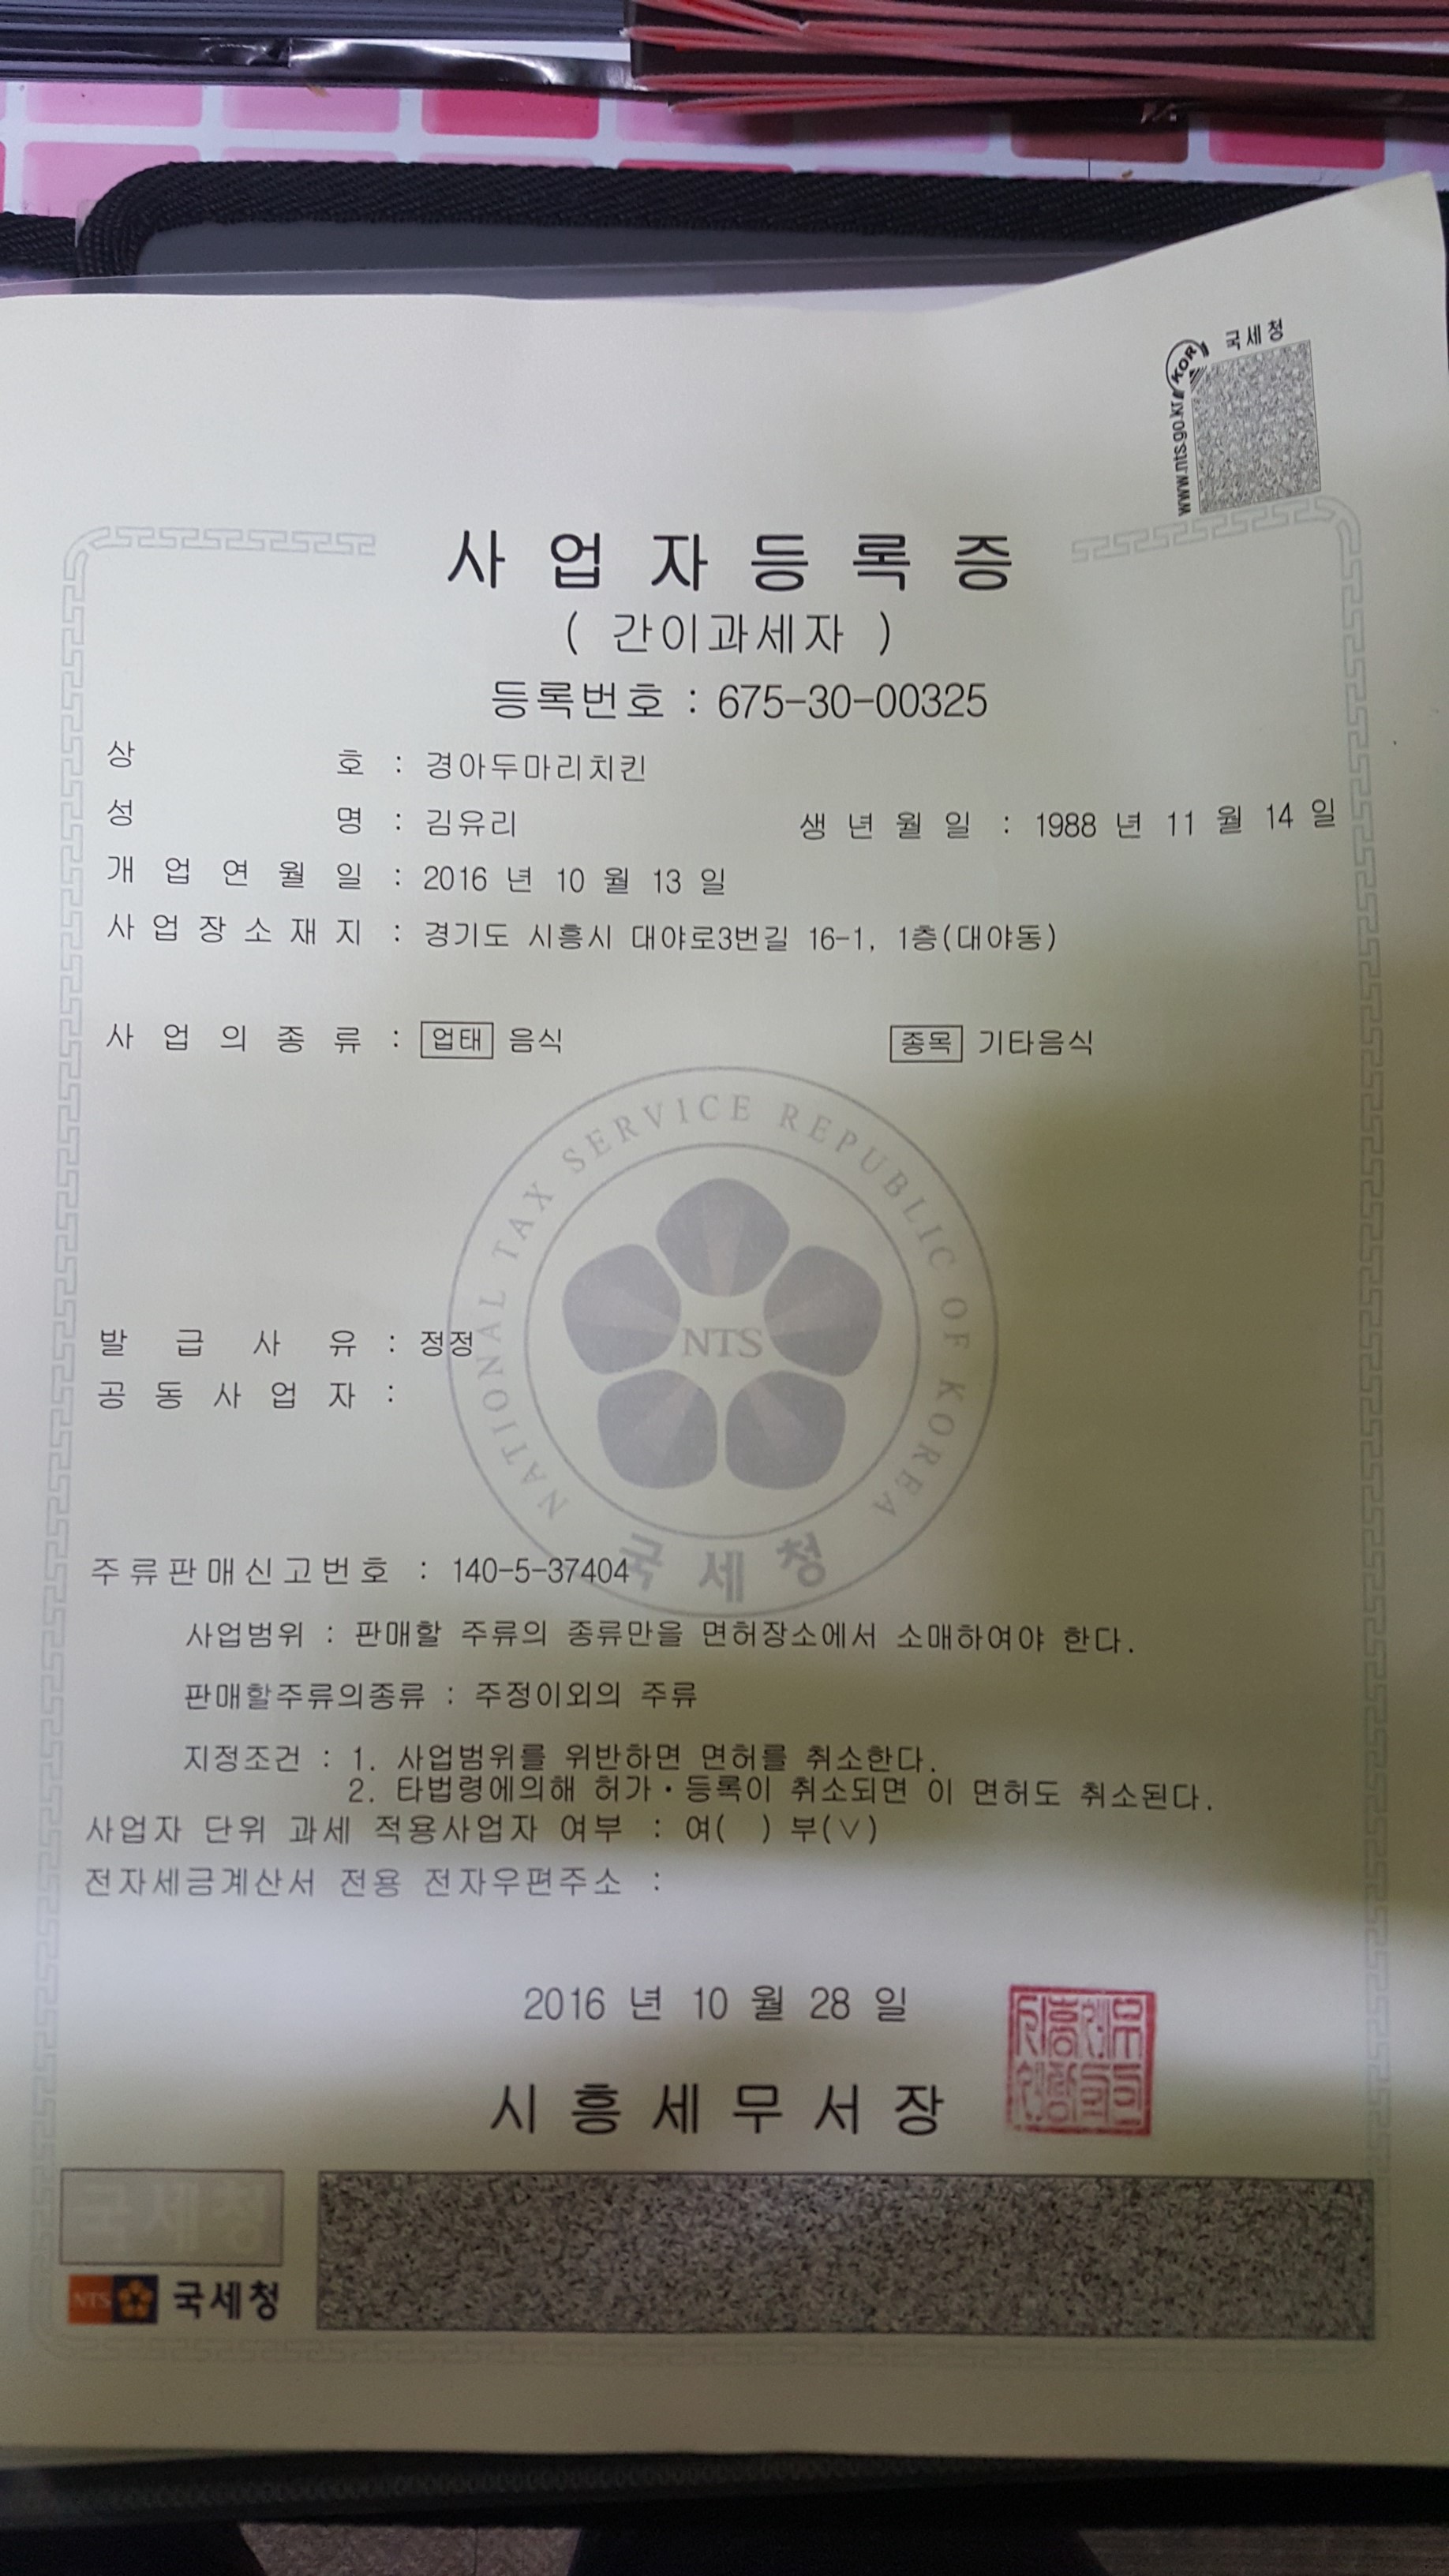 국세청
KOR
www.nts.go.kr
사업자등록증
( 간이과세자 )
등록번호 : 675-30-00325
상 호 : 경아두마리치킨
성 명 : 김유리 생 년 월 일 : 1988 년 11 월 14 일
개 업 연 월 일 : 2016 년 10 월 13 일
사 업 장 소 재 지 : 경기도 시흥시 대야로3번길 16-1, 1층(대야동)
사 업 의 종 류 : 업태 음식 종목 기타음식
NATIONAL TAX SERVICE REPUBLIC OF KOREA
NTS
국세청
발 급 사 유 : 정정
공 동 사 업 자 :
주류판매신고번호 : 140-5-37404
사업범위 : 판매할 주류의 종류만을 면허장소에서 소매하여야 한다.
판매할주류의종류 : 주정이외의 주류
지정조건 : 1. 사업범위를 위반하면 면허를 취소한다.
2. 타법령에의해 허가·등록이 취소되면 이 면허도 취소된다.
사업자 단위 과세 적용사업자 여부 : 여( ) 부(∨)
전자세금계산서 전용 전자우편주소 :
2016 년 10 월 28 일
시흥세무서장
국세청
NTS 국세청